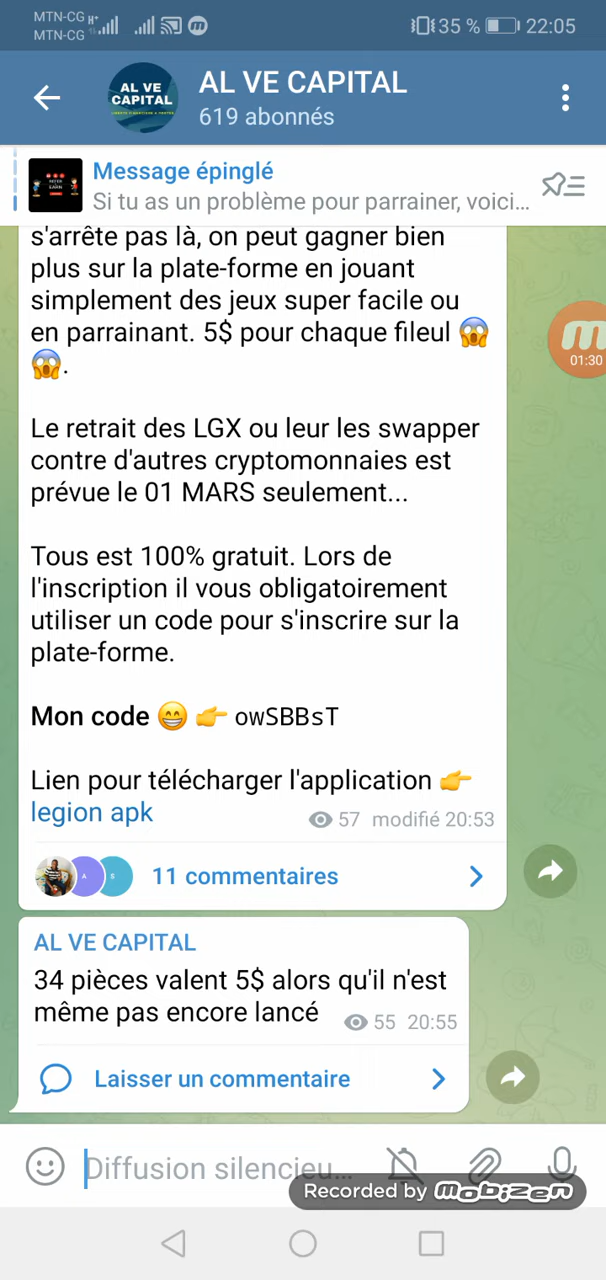 MTN-CG
MTN-CG
35 %
22:05
AL VE
CAPITAL
AL VE CAPITAL
619 abonnés
Message épinglé
Si tu as un problème pour parrainer, voici...
s'arrête pas là, on peut gagner bien
plus sur la plate-forme en jouant
simplement des jeux super facile ou
en parrainant. 5$ pour chaque fileul 😱
😱.
01:30
Le retrait des LGX ou leur les swapper
contre d'autres cryptomonnaies est
prévue le 01 MARS seulement...
Tous est 100% gratuit. Lors de
l'inscription il vous obligatoirement
utiliser un code pour s'inscrire sur la
plate-forme.
Mon code 😁 👉 owSBBsT
Lien pour télécharger l'application 👉
legion apk
57 modifié 20:53
11 commentaires
AL VE CAPITAL
34 pièces valent 5$ alors qu'il n'est
même pas encore lancé
55 20:55
Laisser un commentaire
Diffusion silencieu...
Recorded by mobizen